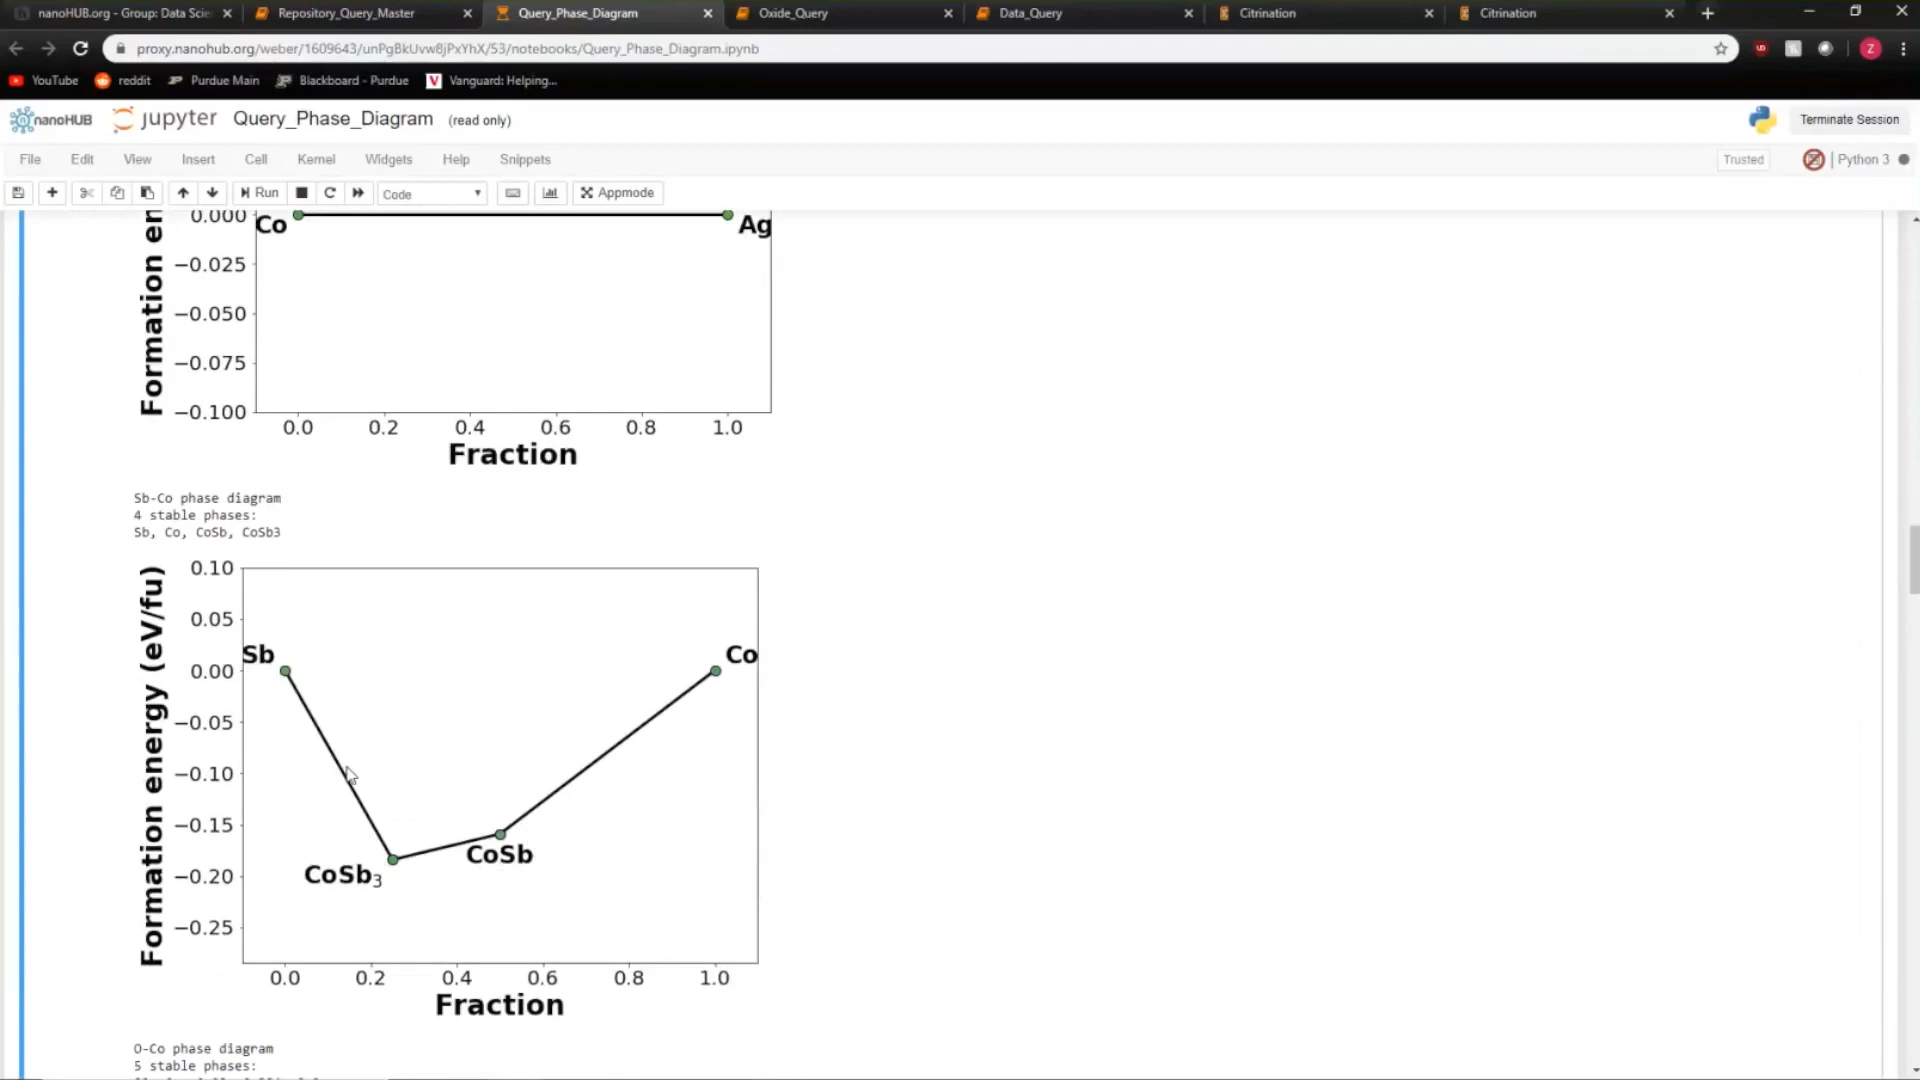 nanoHUB.org - Group: Data Scie
Repository_Query_Master
Query_Phase_Diagram
Oxide_Query
Data_Query
Citrination
Citrination
proxy.nanohub.org/weber/1609643/unPgBkUvw8jPxYhX/53/notebooks/Query_Phase_Diagram.ipynb
Z
YouTube
reddit
Purdue Main
Blackboard - Purdue
V
Vanguard: Helping...
nanoHUB
jupyter
Query_Phase_Diagram (read only)
Terminate Session
File Edit View Insert Cell Kernel Widgets Help Snippets
Trusted
Python 3
Run
Code
Appmode
0.000
−0.025
−0.050
−0.075
−0.100
Formation en
Co
Ag
0.0 0.2 0.4 0.6 0.8 1.0
Fraction
Sb-Co phase diagram
4 stable phases:
Sb, Co, CoSb, CoSb3
0.10
0.05
0.00
−0.05
−0.10
−0.15
−0.20
−0.25
Formation energy (eV/fu)
Sb
Co
CoSb₃
CoSb
0.0 0.2 0.4 0.6 0.8 1.0
Fraction
O-Co phase diagram
5 stable phases: